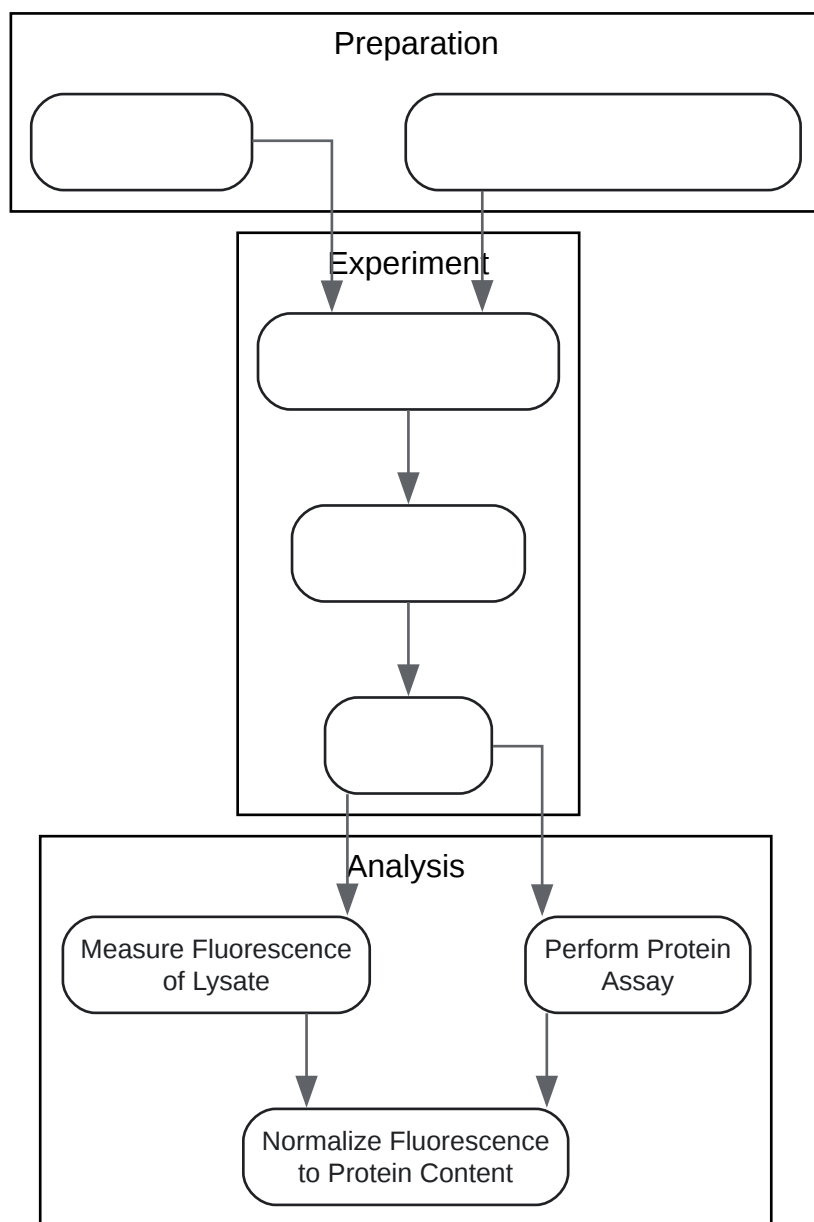 Preparation
Experiment
Analysis
Measure Fluorescence
of Lysate
Perform Protein
Assay
Normalize Fluorescence
to Protein Content